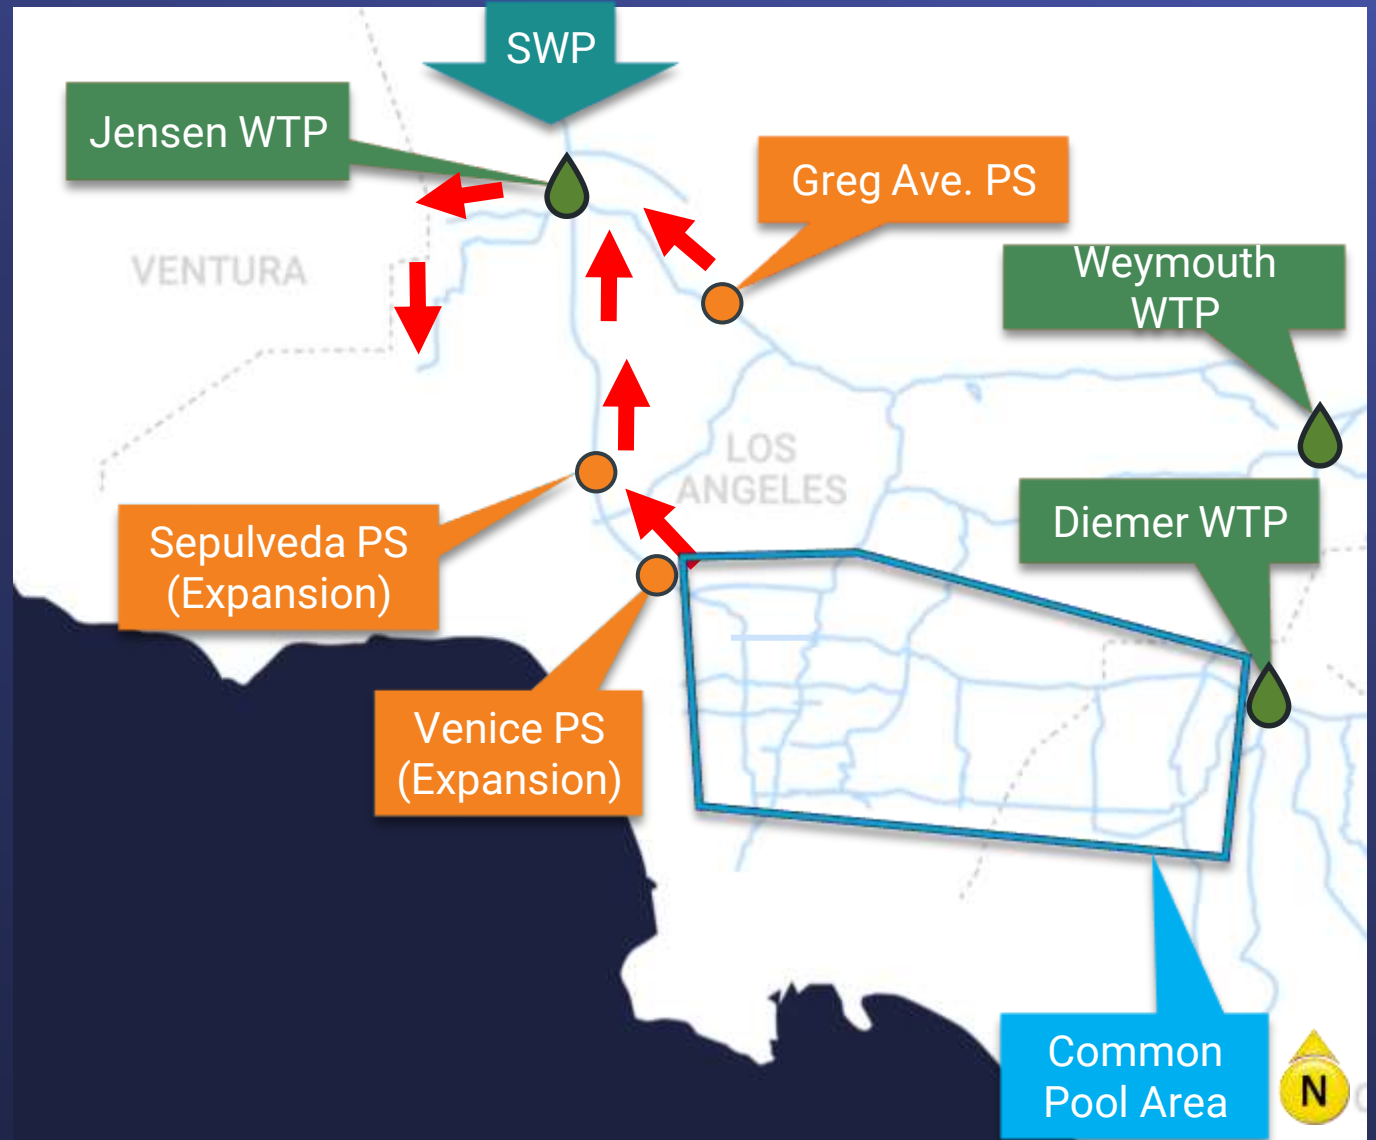 SWP
Jensen WTP
Greg Ave. PS
VENTURA
Weymouth
WTP
LOS
ANGELES
Diemer WTP
Sepulveda PS
(Expansion)
Venice PS
(Expansion)
Common
Pool Area
N